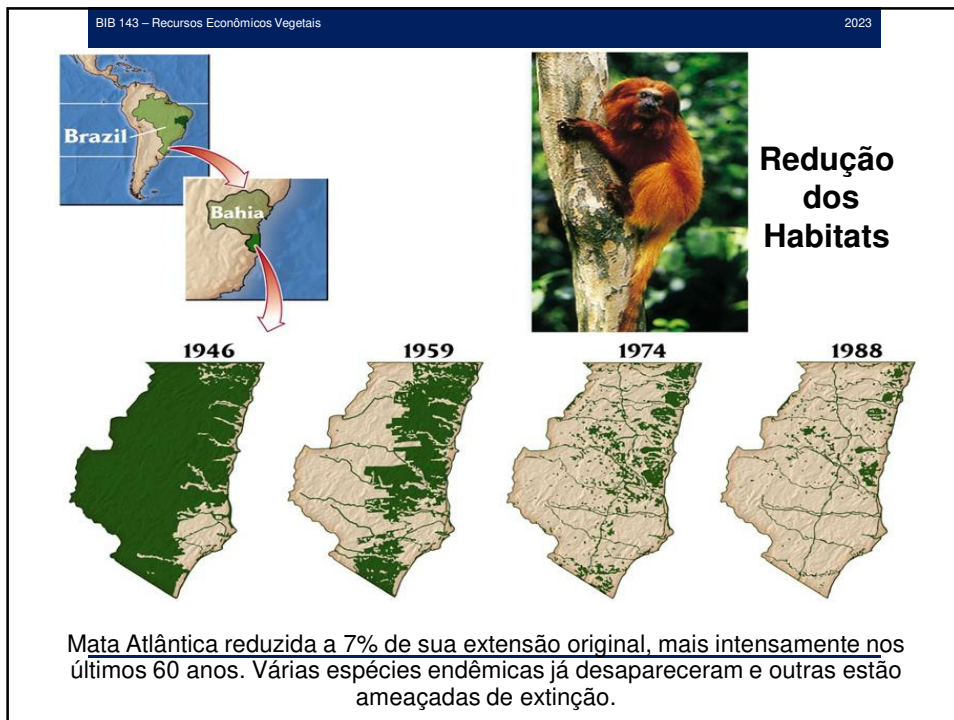 BIB 143 – Recursos Econômicos Vegetais 2023
Brazil
Bahia
Redução
dos
Habitats
1946 1959 1974 1988
Mata Atlântica reduzida a 7% de sua extensão original, mais intensamente nos
últimos 60 anos. Várias espécies endêmicas já desapareceram e outras estão
ameaçadas de extinção.